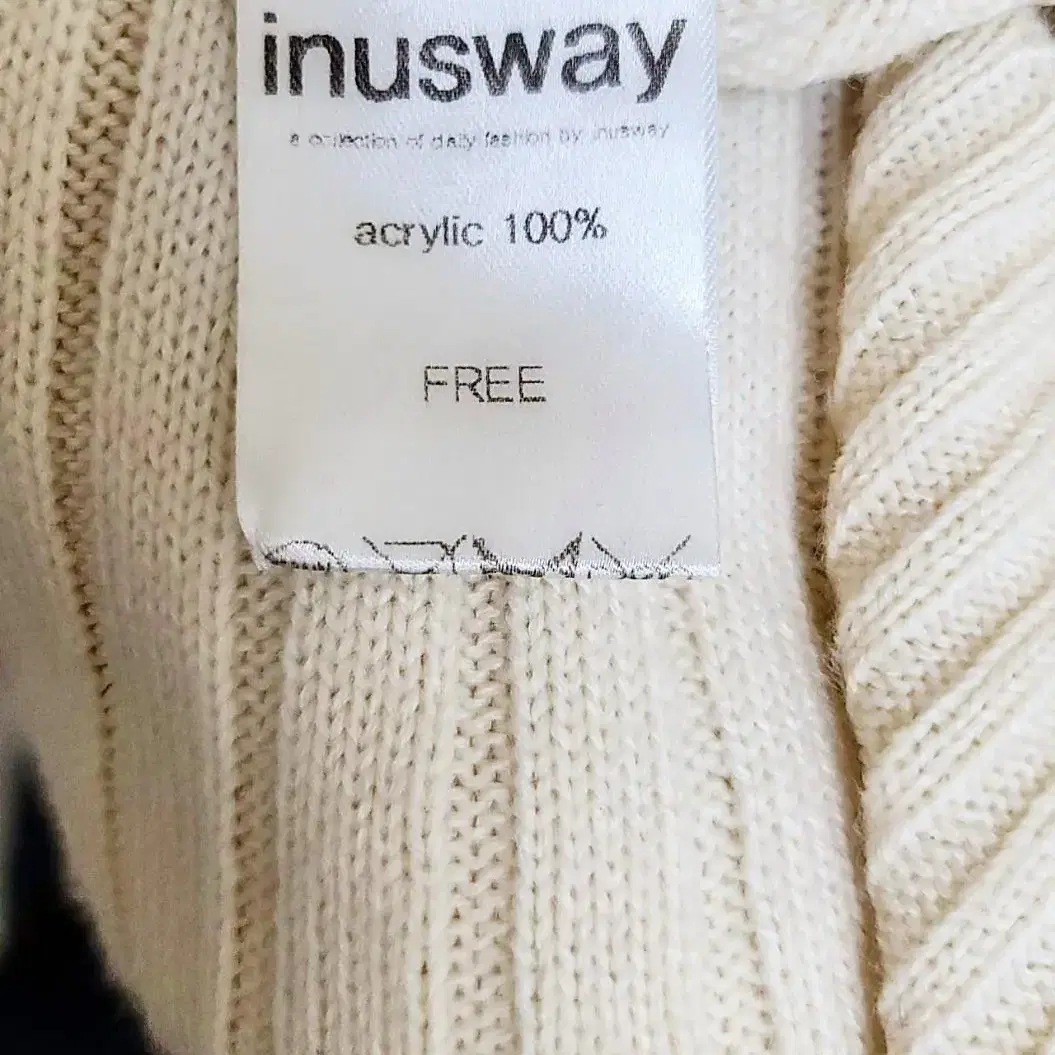 inusway
a collection of daily fashion by inusway
acrylic 100%
FREE